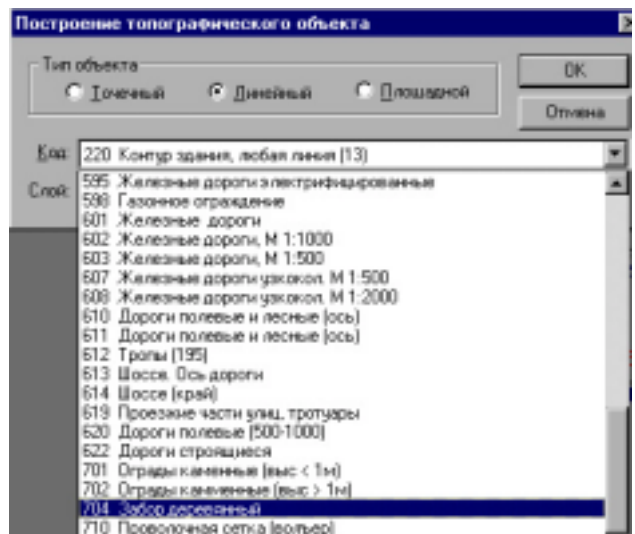 Построение топографического объекта
Тип объекта
Точечный Линейный Площадной
OK
Отмена
Код: 220 Контур здания, любая линия (13)
Слой:
595 Железные дороги электрифицированные
598 Газонное ограждение
601 Железные дороги
602 Железные дороги, М 1:1000
603 Железные дороги, М 1:500
607 Железные дороги узкокол. М 1:500
608 Железные дороги узкокол. М 1:2000
610 Дороги полевые и лесные (ось)
611 Дороги полевые и лесные (ось)
612 Тропы (195)
613 Шоссе. Ось дороги
614 Шоссе (край)
619 Проезжие части улиц, тротуары
620 Дороги полевые (500-1000)
622 Дороги строящиеся
701 Ограды каменные (выс < 1м)
702 Ограды камменные (выс > 1м)
704 Забор деревянный
710 Проволочная сетка (вольер)